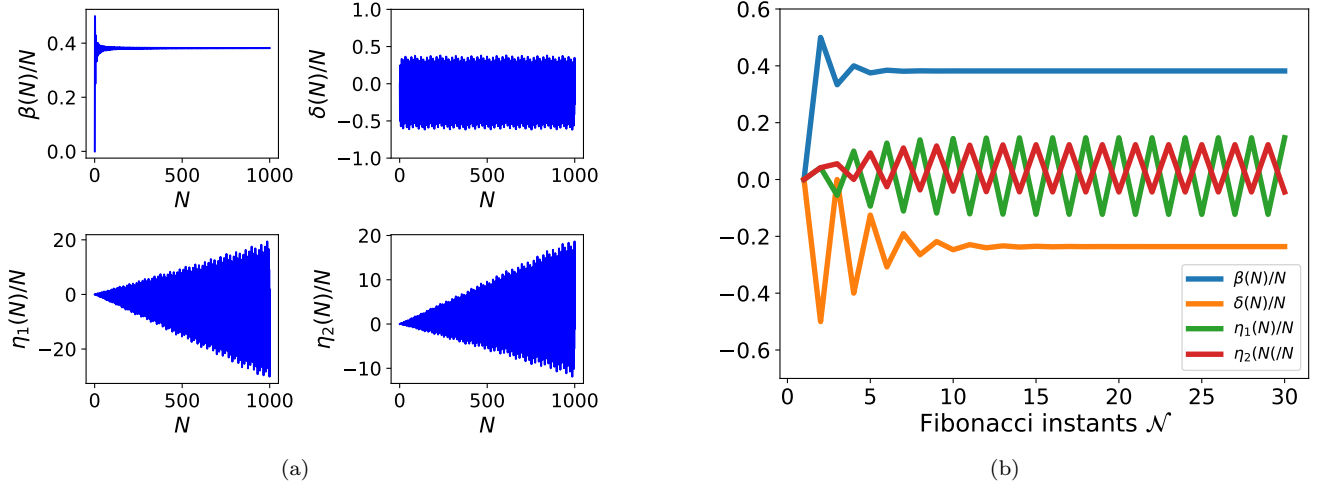 β(N)/N
0.4
0.2
0.0
0
500
1000
N
δ(N)/N
1.0
0.5
0.0
−0.5
−1.0
0
500
1000
N
η₁(N)/N
20
0
−20
0
500
1000
N
η₂(N)/N
20
10
0
−10
0
500
1000
N
(a)
0.6
0.4
0.2
0.0
−0.2
−0.4
−0.6
0
5
10
15
20
25
30
Fibonacci instants 𝒩
β(N)/N
δ(N)/N
η₁(N)/N
η₂(N(/N
(b)